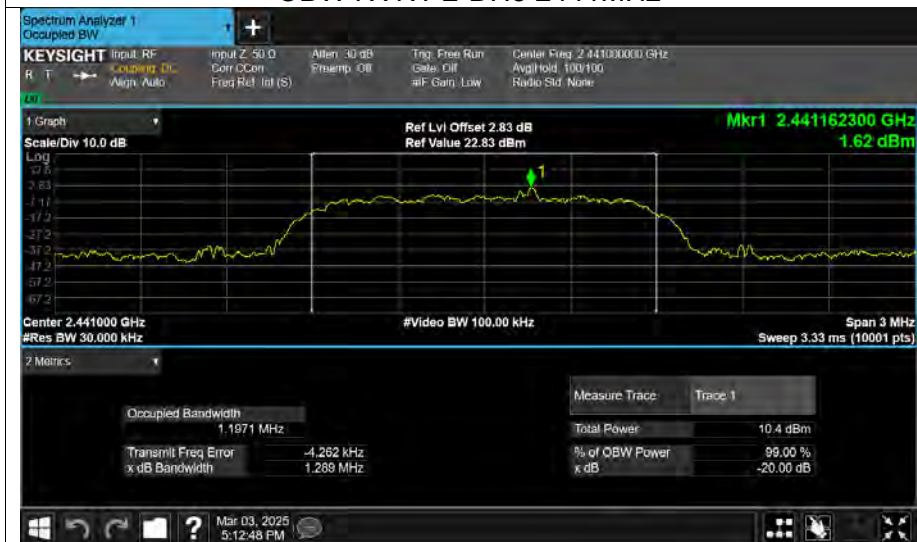 Spectrum Analyzer 1
Occupied BW
KEYSIGHT Input: RF
R T Coupling: DC
Align: Auto
Input Z: 50 Ω
Corr CCorr
Freq Ref: Int (S)
Atten: 30 dB
Preamp: Off
Trig: Free Run
Gate: Off
#IF Gain: Low
Center Freq: 2.441000000 GHz
Avg|Hold: 100/100
Radio Std: None
1 Graph
Scale/Div 10.0 dB
Ref Lvl Offset 2.83 dB
Ref Value 22.83 dBm
Mkr1 2.441162300 GHz
1.62 dBm
Log
2.83
-17.2
-27.2
-37.2
-47.2
-57.2
-67.2
1
Center 2.441000 GHz
#Res BW 30.000 kHz
#Video BW 100.00 kHz
Span 3 MHz
Sweep 3.33 ms (10001 pts)
2 Metrics
Measure Trace Trace 1
Occupied Bandwidth
1.1971 MHz
Total Power 10.4 dBm
Transmit Freq Error -4.262 kHz
% of OBW Power 99.00 %
x dB Bandwidth 1.289 MHz
x dB -20.00 dB
?
Mar 03, 2025
5:12:48 PM